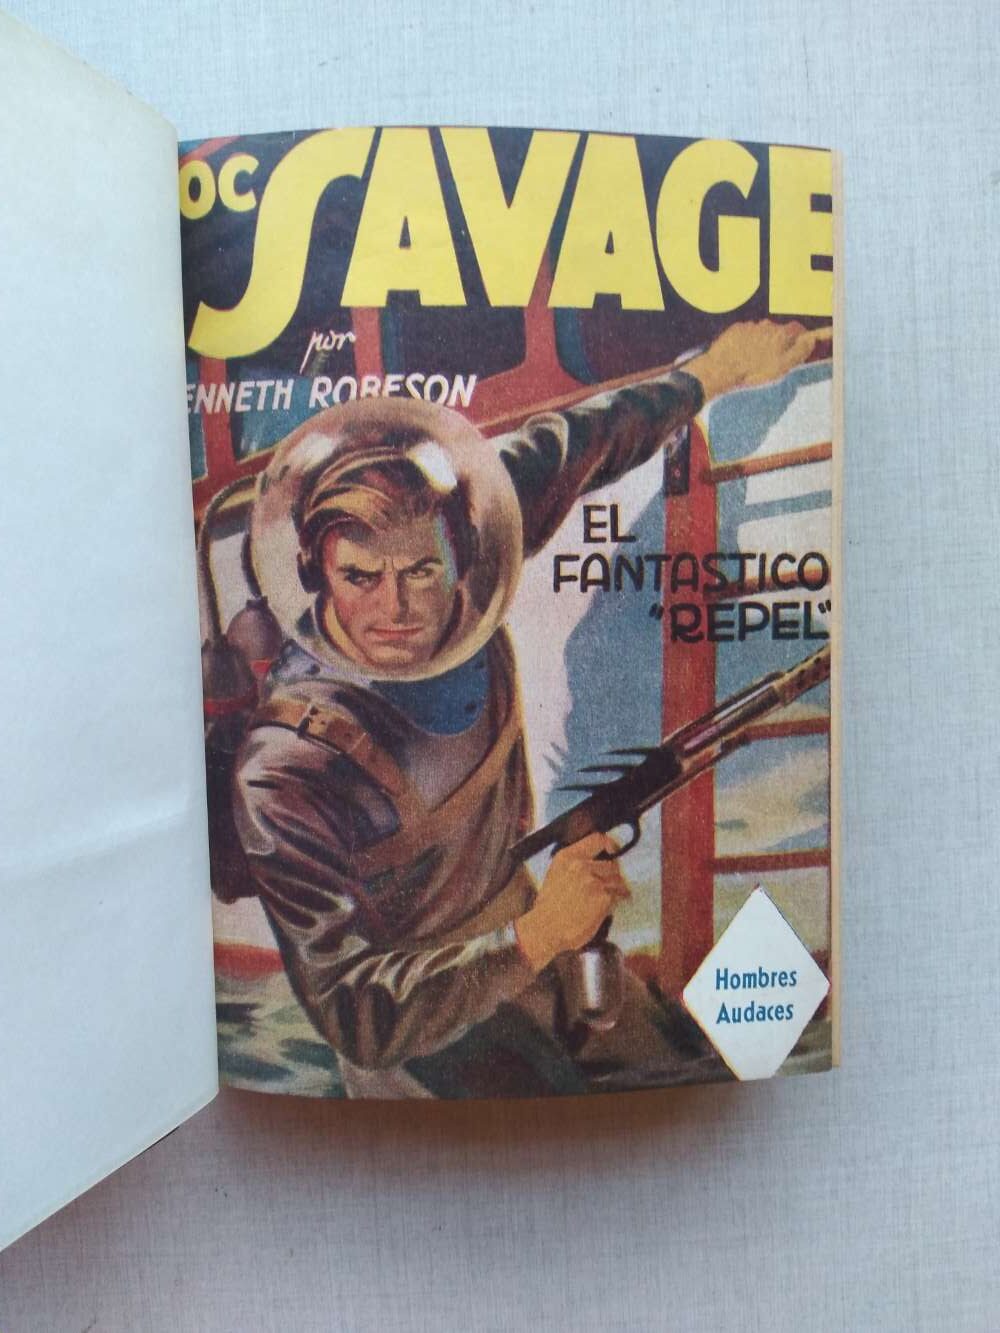 OC SAVAGE
por
ENNETH ROBESON
EL
FANTASTICO
"REPEL"
Hombres
Audaces